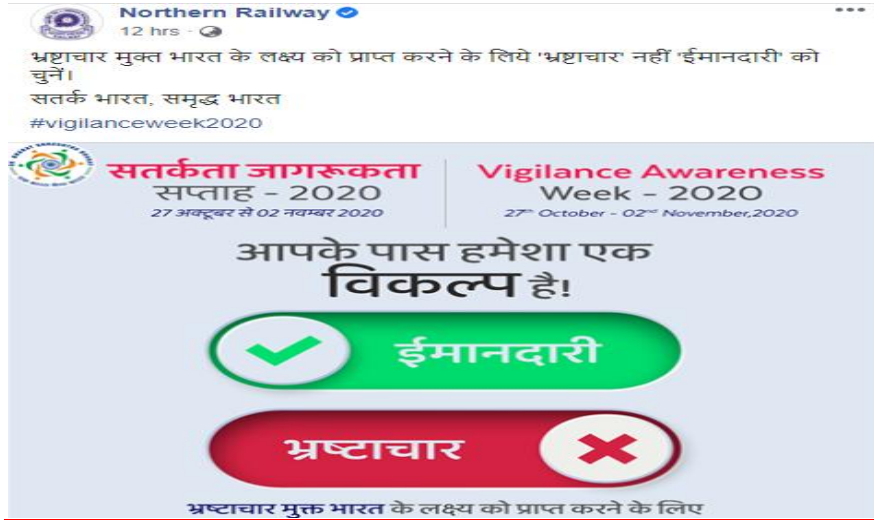 Northern Railway
12 hrs ·
भ्रष्टाचार मुक्त भारत के लक्ष्य को प्राप्त करने के लिये 'भ्रष्टाचार' नहीं 'ईमानदारी' को
चुनें।
सतर्क भारत, समृद्ध भारत
#vigilanceweek2020
सतर्कता जागरूकता
सप्ताह - 2020
27 अक्टूबर से 02 नवम्बर 2020
Vigilance Awareness
Week - 2020
27th October - 02nd November,2020
आपके पास हमेशा एक
विकल्प है!
ईमानदारी
भ्रष्टाचार
भ्रष्टाचार मुक्त भारत के लक्ष्य को प्राप्त करने के लिए